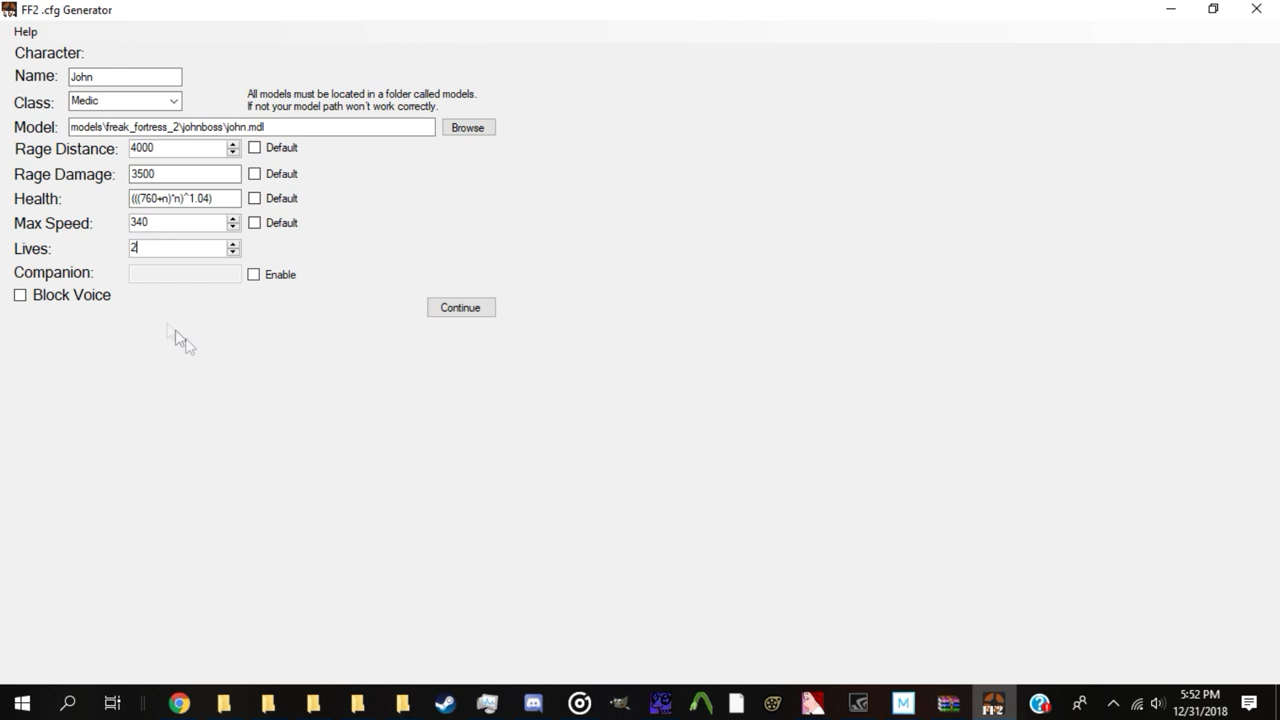 FF2 .cfg Generator
Help
Character:
Name: John
Class: Medic
All models must be located in a folder called models.
If not your model path won't work correctly.
Model: models\freak_fortress_2\johnboss\john.mdl Browse
Rage Distance: 4000 Default
Rage Damage: 3500 Default
Health: (((760+n)*n)^1.04) Default
Max Speed: 340 Default
Lives: 2
Companion: Enable
Block Voice
Continue
M
FF2
5:52 PM
12/31/2018